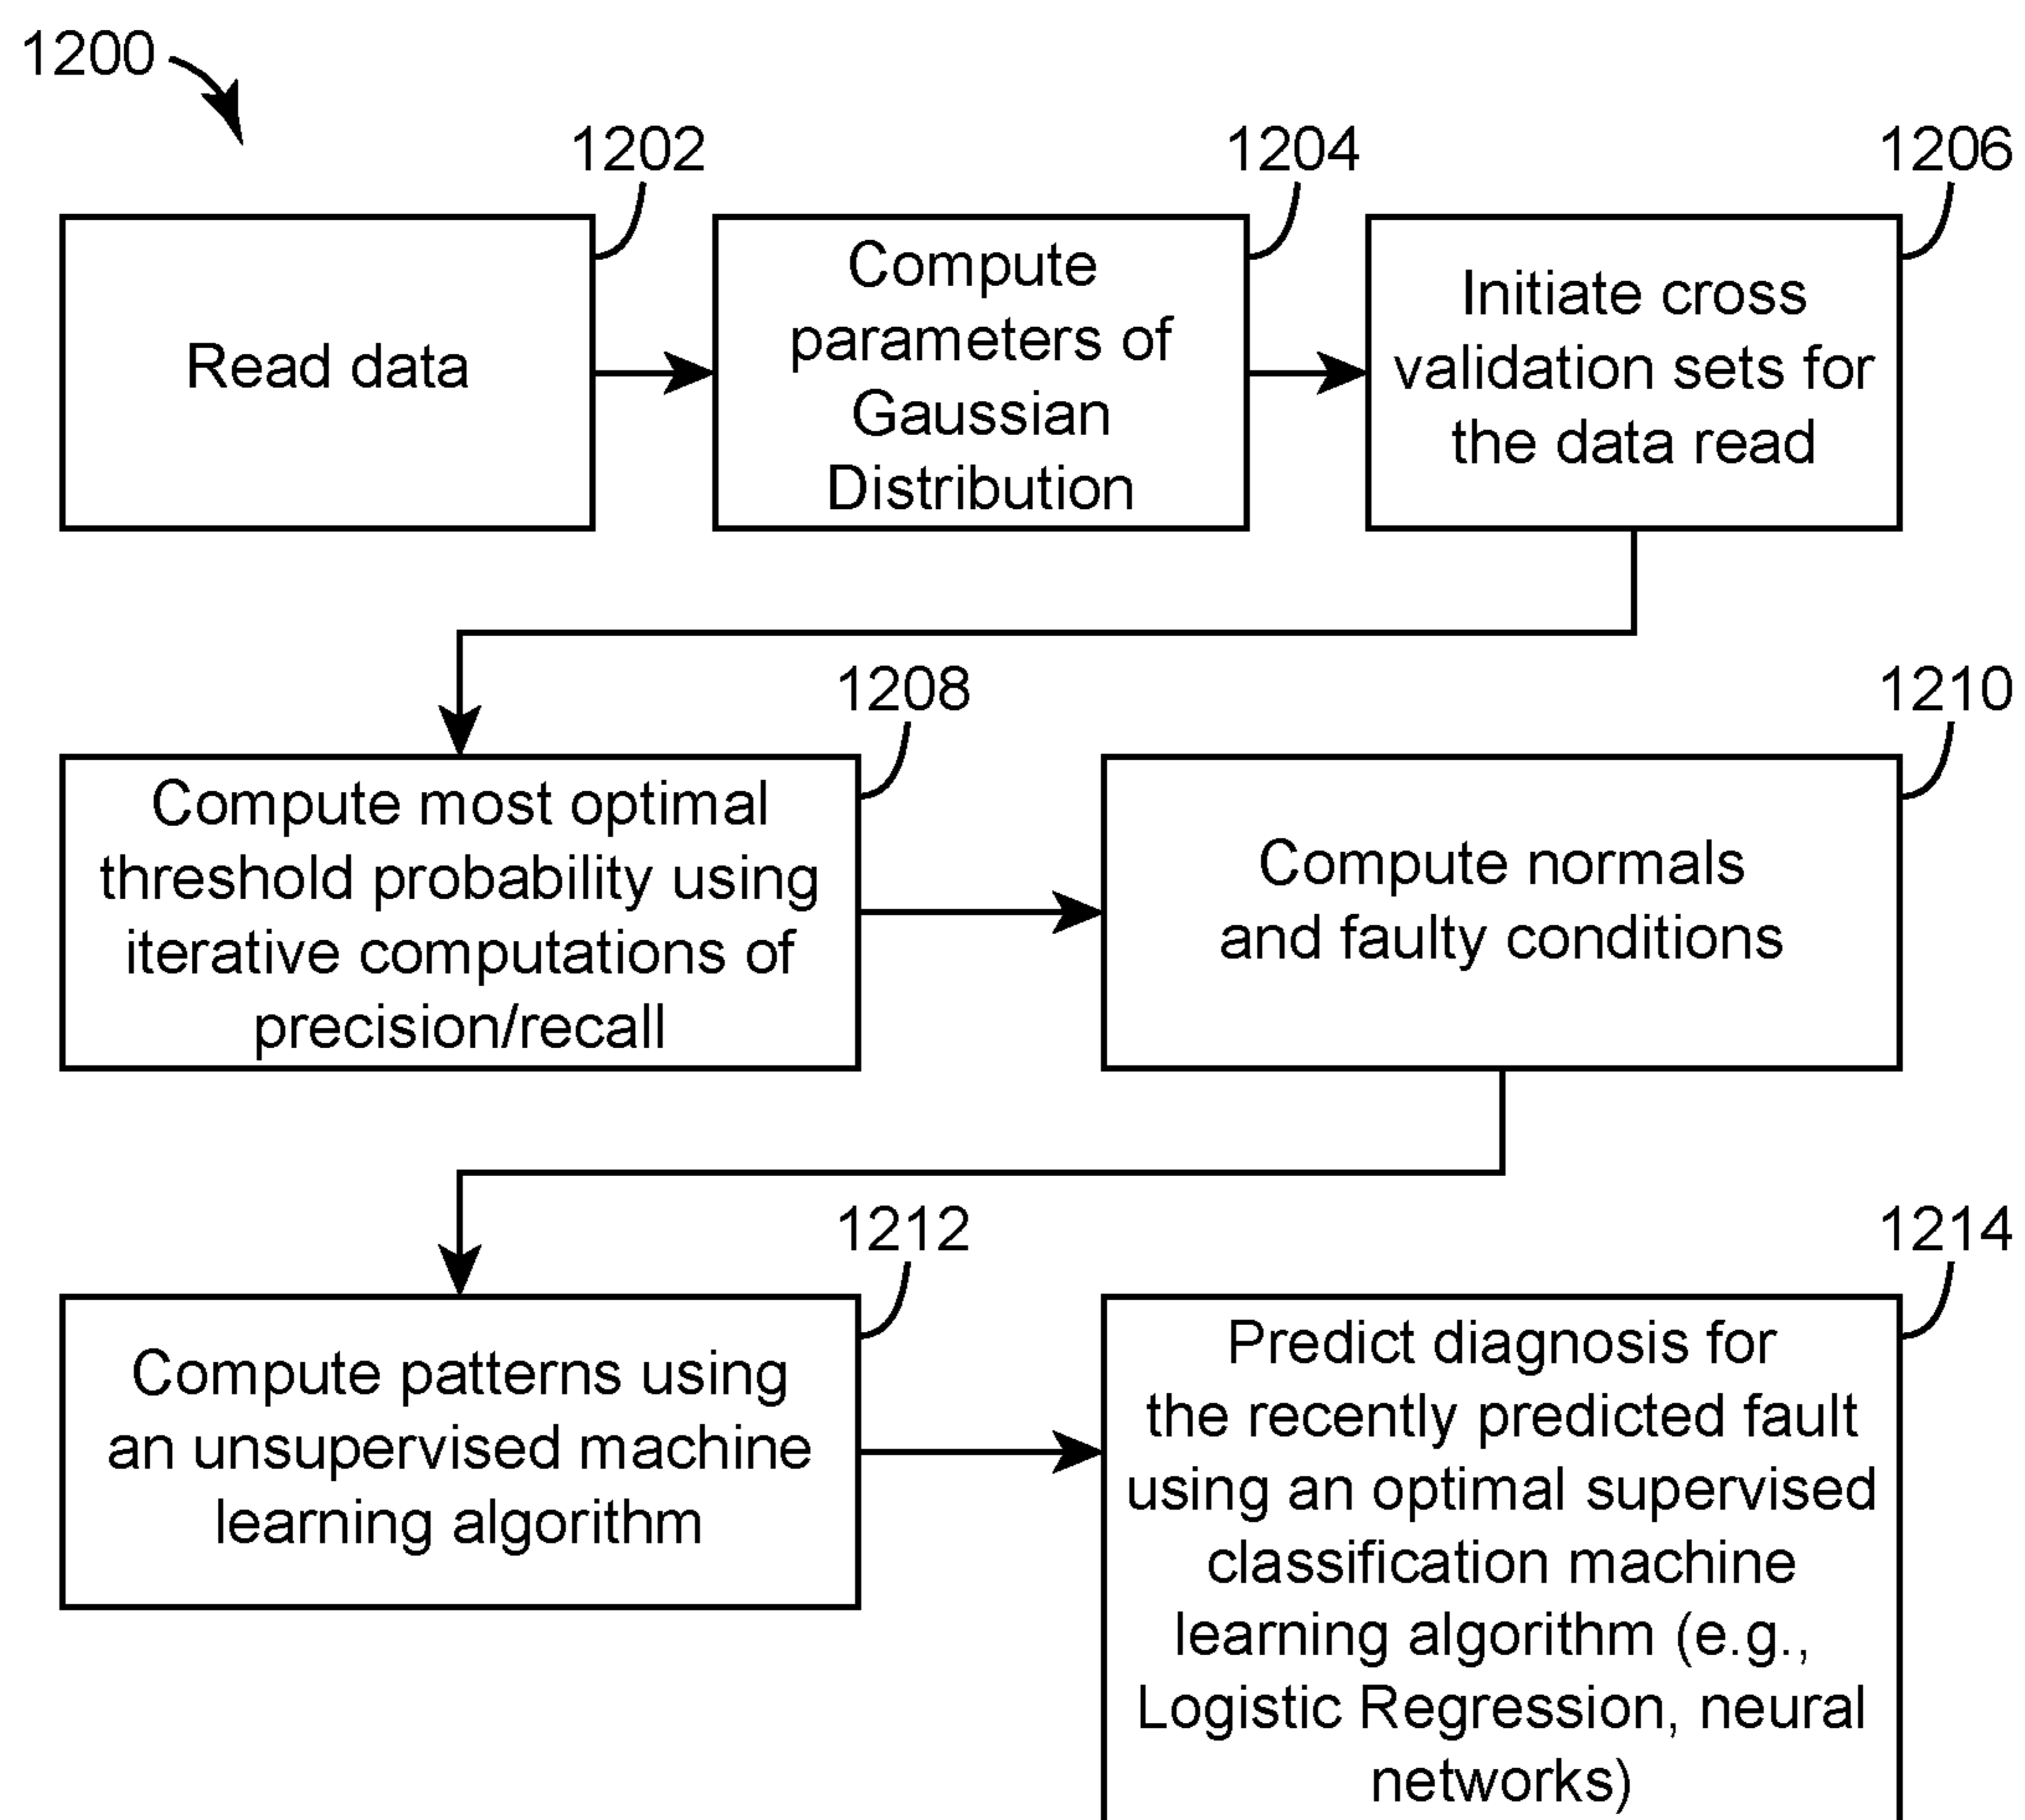 1200
1202
Read data
1204
Compute
parameters of
Gaussian
Distribution
1206
Initiate cross
validation sets for
the data read
1208
Compute most optimal
threshold probability using
iterative computations of
precision/recall
1210
Compute normals
and faulty conditions
1212
Compute patterns using
an unsupervised machine
learning algorithm
1214
Predict diagnosis for
the recently predicted fault
using an optimal supervised
classification machine
learning algorithm (e.g.,
Logistic Regression, neural
networks)